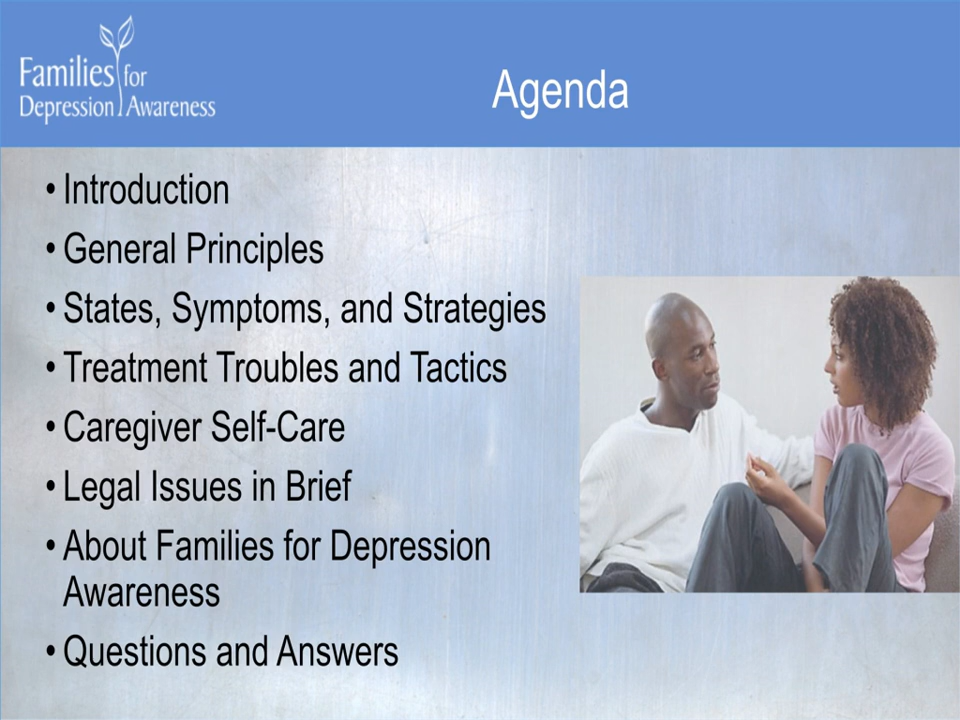 Families for
Depression Awareness
Agenda
• Introduction
• General Principles
• States, Symptoms, and Strategies
• Treatment Troubles and Tactics
• Caregiver Self-Care
• Legal Issues in Brief
• About Families for Depression
Awareness
• Questions and Answers